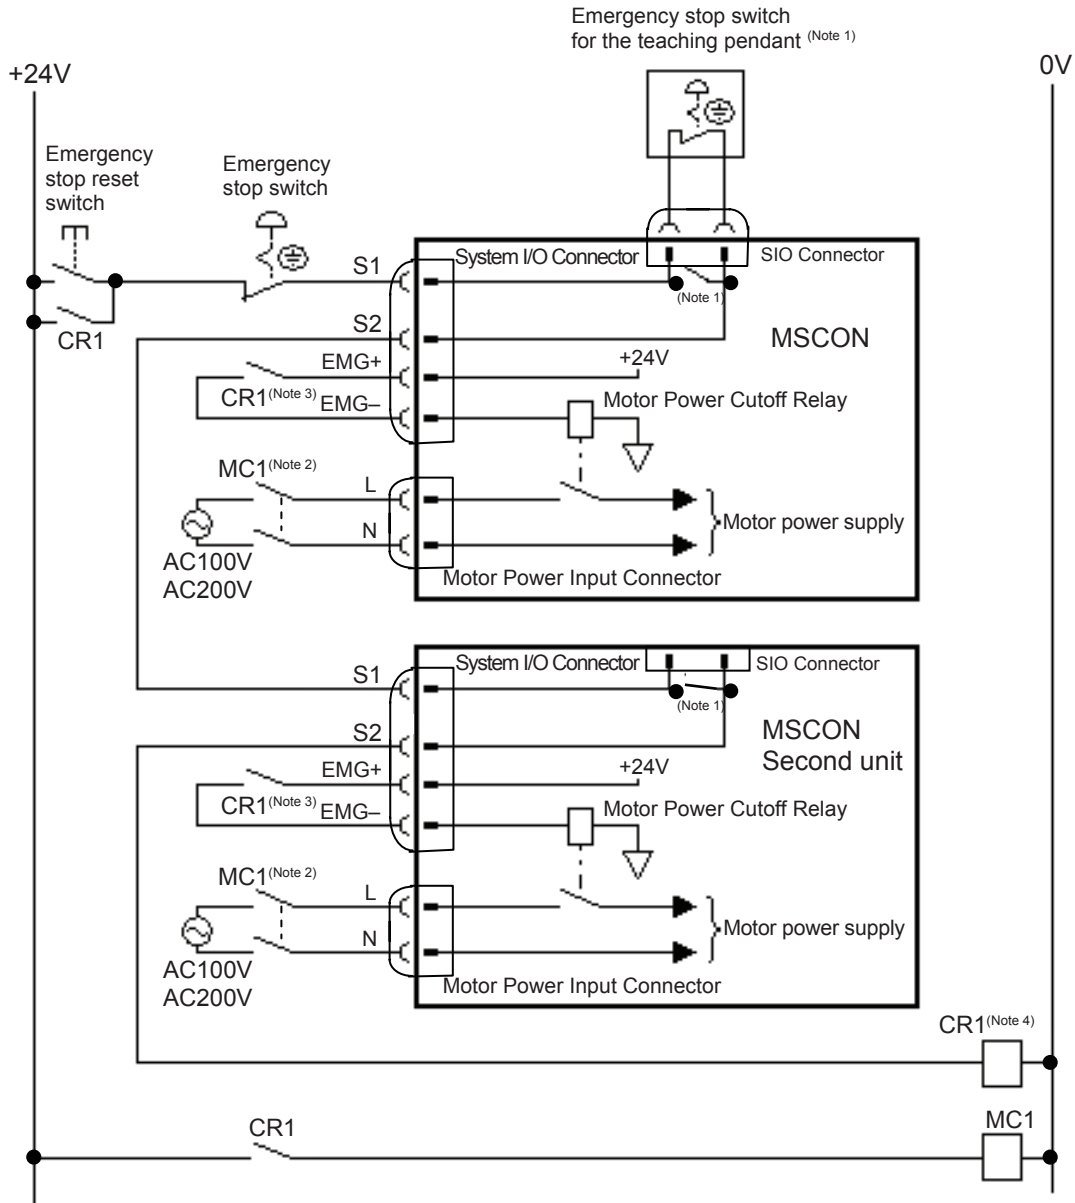 Emergency stop switch
for the teaching pendant (Note 1)
+24V
0V
Emergency
stop reset
switch
Emergency
stop switch
System I/O Connector
SIO Connector
S1
(Note 1)
CR1
S2
MSCON
EMG+
+24V
CR1(Note 3)
EMG–
Motor Power Cutoff Relay
MC1(Note 2)
L
N
Motor power supply
AC100V
AC200V
Motor Power Input Connector
System I/O Connector
SIO Connector
S1
(Note 1)
S2
MSCON
Second unit
EMG+
+24V
CR1(Note 3)
EMG–
Motor Power Cutoff Relay
MC1(Note 2)
L
N
Motor power supply
AC100V
AC200V
Motor Power Input Connector
CR1(Note 4)
CR1
MC1